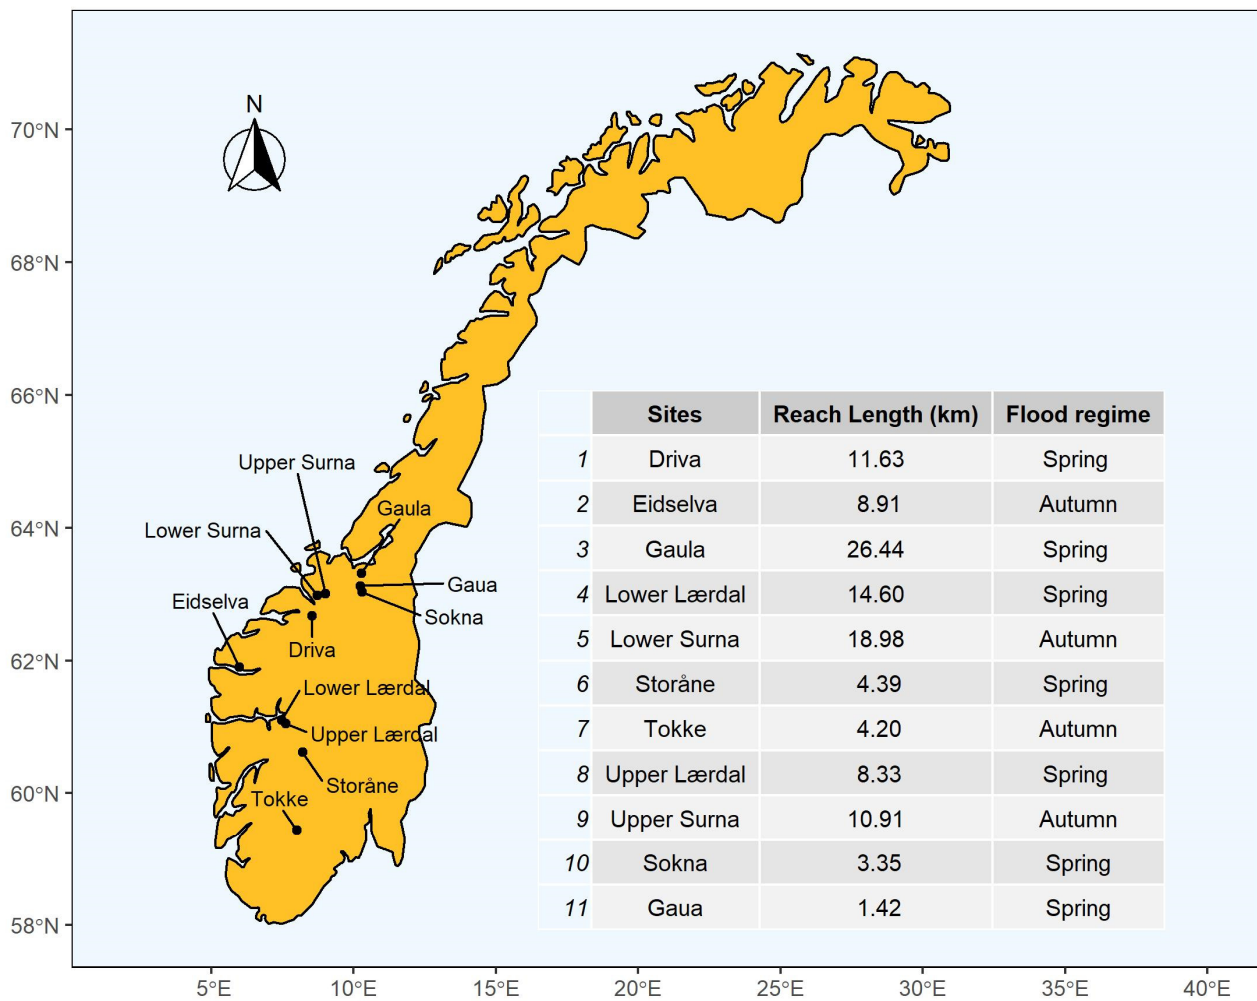 N
70°N
68°N
66°N
64°N
62°N
60°N
58°N
Upper Surna
Gaula
Lower Surna
Gaua
Eidselva
Sokna
Driva
Lower Lærdal
Upper Lærdal
Storåne
Tokke
Sites Reach Length (km) Flood regime
1 Driva 11.63 Spring
2 Eidselva 8.91 Autumn
3 Gaula 26.44 Spring
4 Lower Lærdal 14.60 Spring
5 Lower Surna 18.98 Autumn
6 Storåne 4.39 Spring
7 Tokke 4.20 Autumn
8 Upper Lærdal 8.33 Spring
9 Upper Surna 10.91 Autumn
10 Sokna 3.35 Spring
11 Gaua 1.42 Spring
5°E 10°E 15°E 20°E 25°E 30°E 35°E 40°E